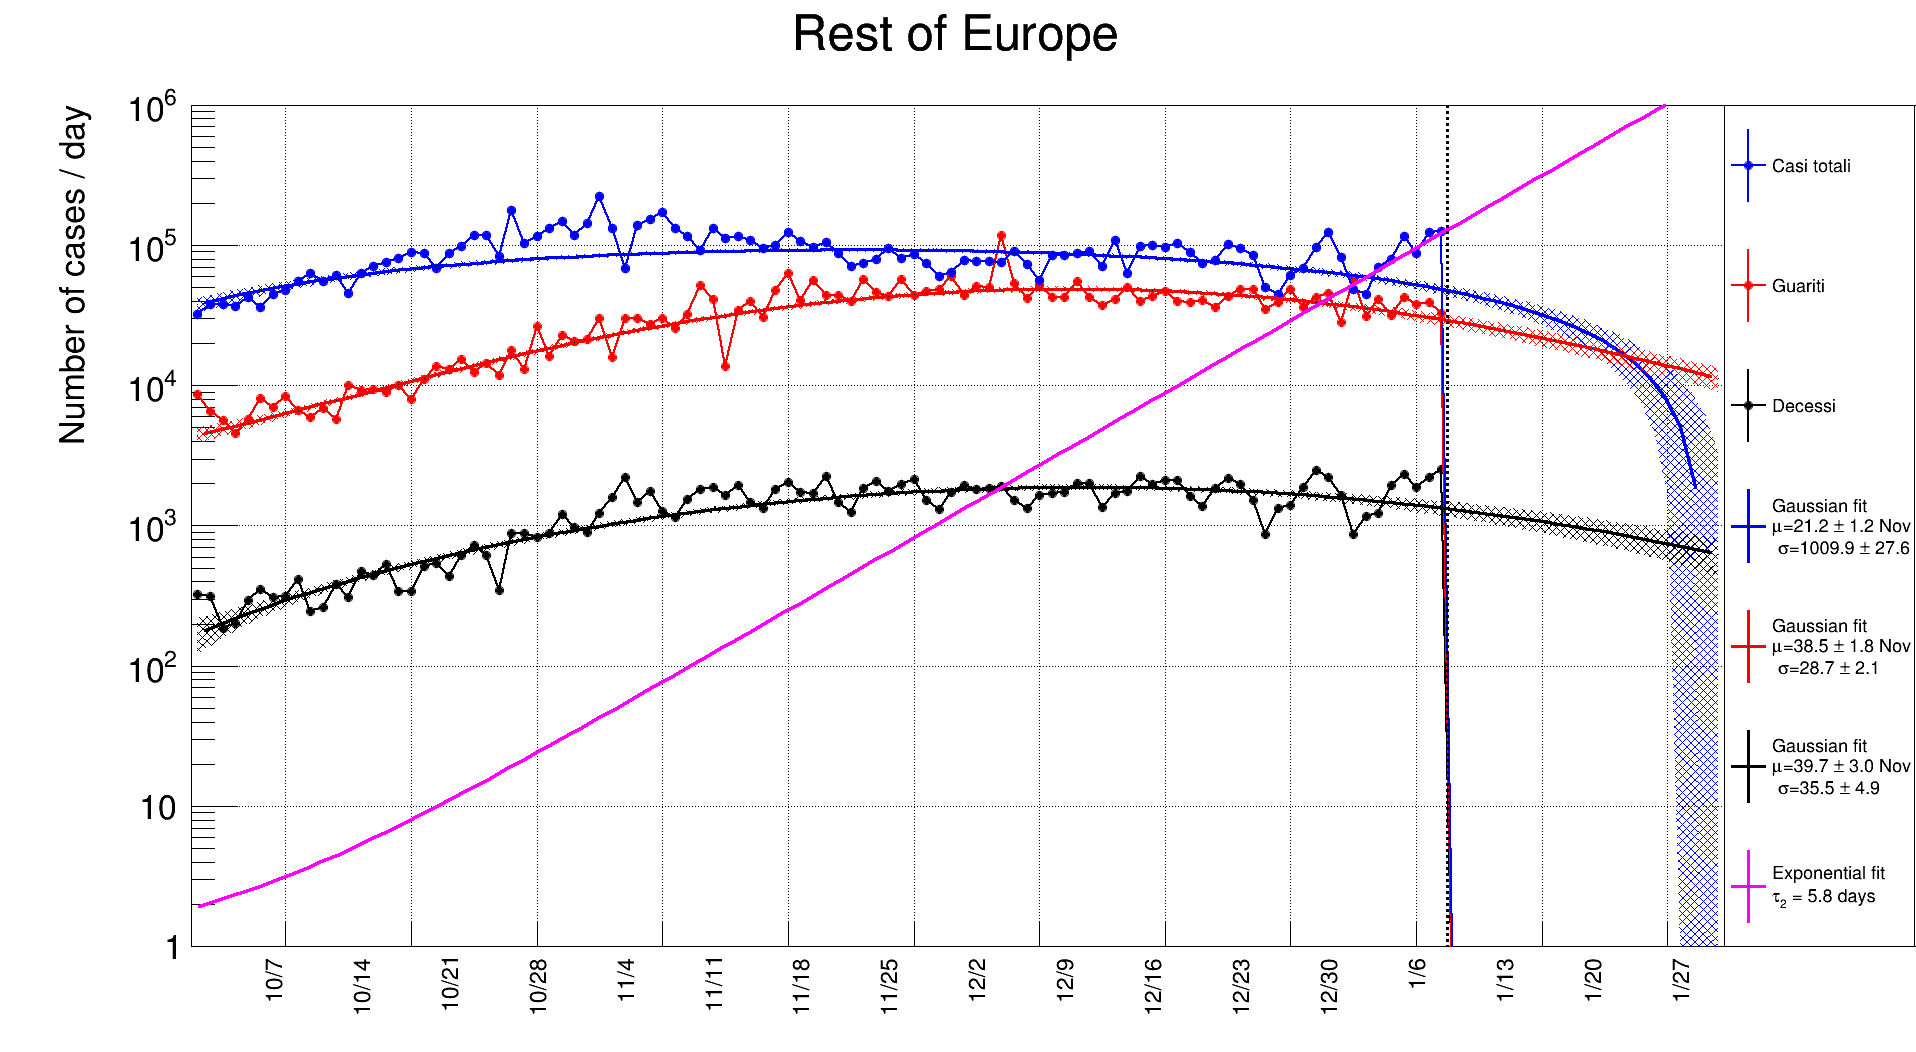 Rest of Europe
Number of cases / day
10^6
10^5
10^4
10^3
10^2
10
1
10/7
10/14
10/21
10/28
11/4
11/11
11/18
11/25
12/2
12/9
12/16
12/23
12/30
1/6
1/13
1/20
1/27
Casi totali
Guariti
Decessi
Gaussian fit
μ=21.2 ± 1.2 Nov
σ=1009.9 ± 27.6
Gaussian fit
μ=38.5 ± 1.8 Nov
σ=28.7 ± 2.1
Gaussian fit
μ=39.7 ± 3.0 Nov
σ=35.5 ± 4.9
Exponential fit
τ₂ = 5.8 days